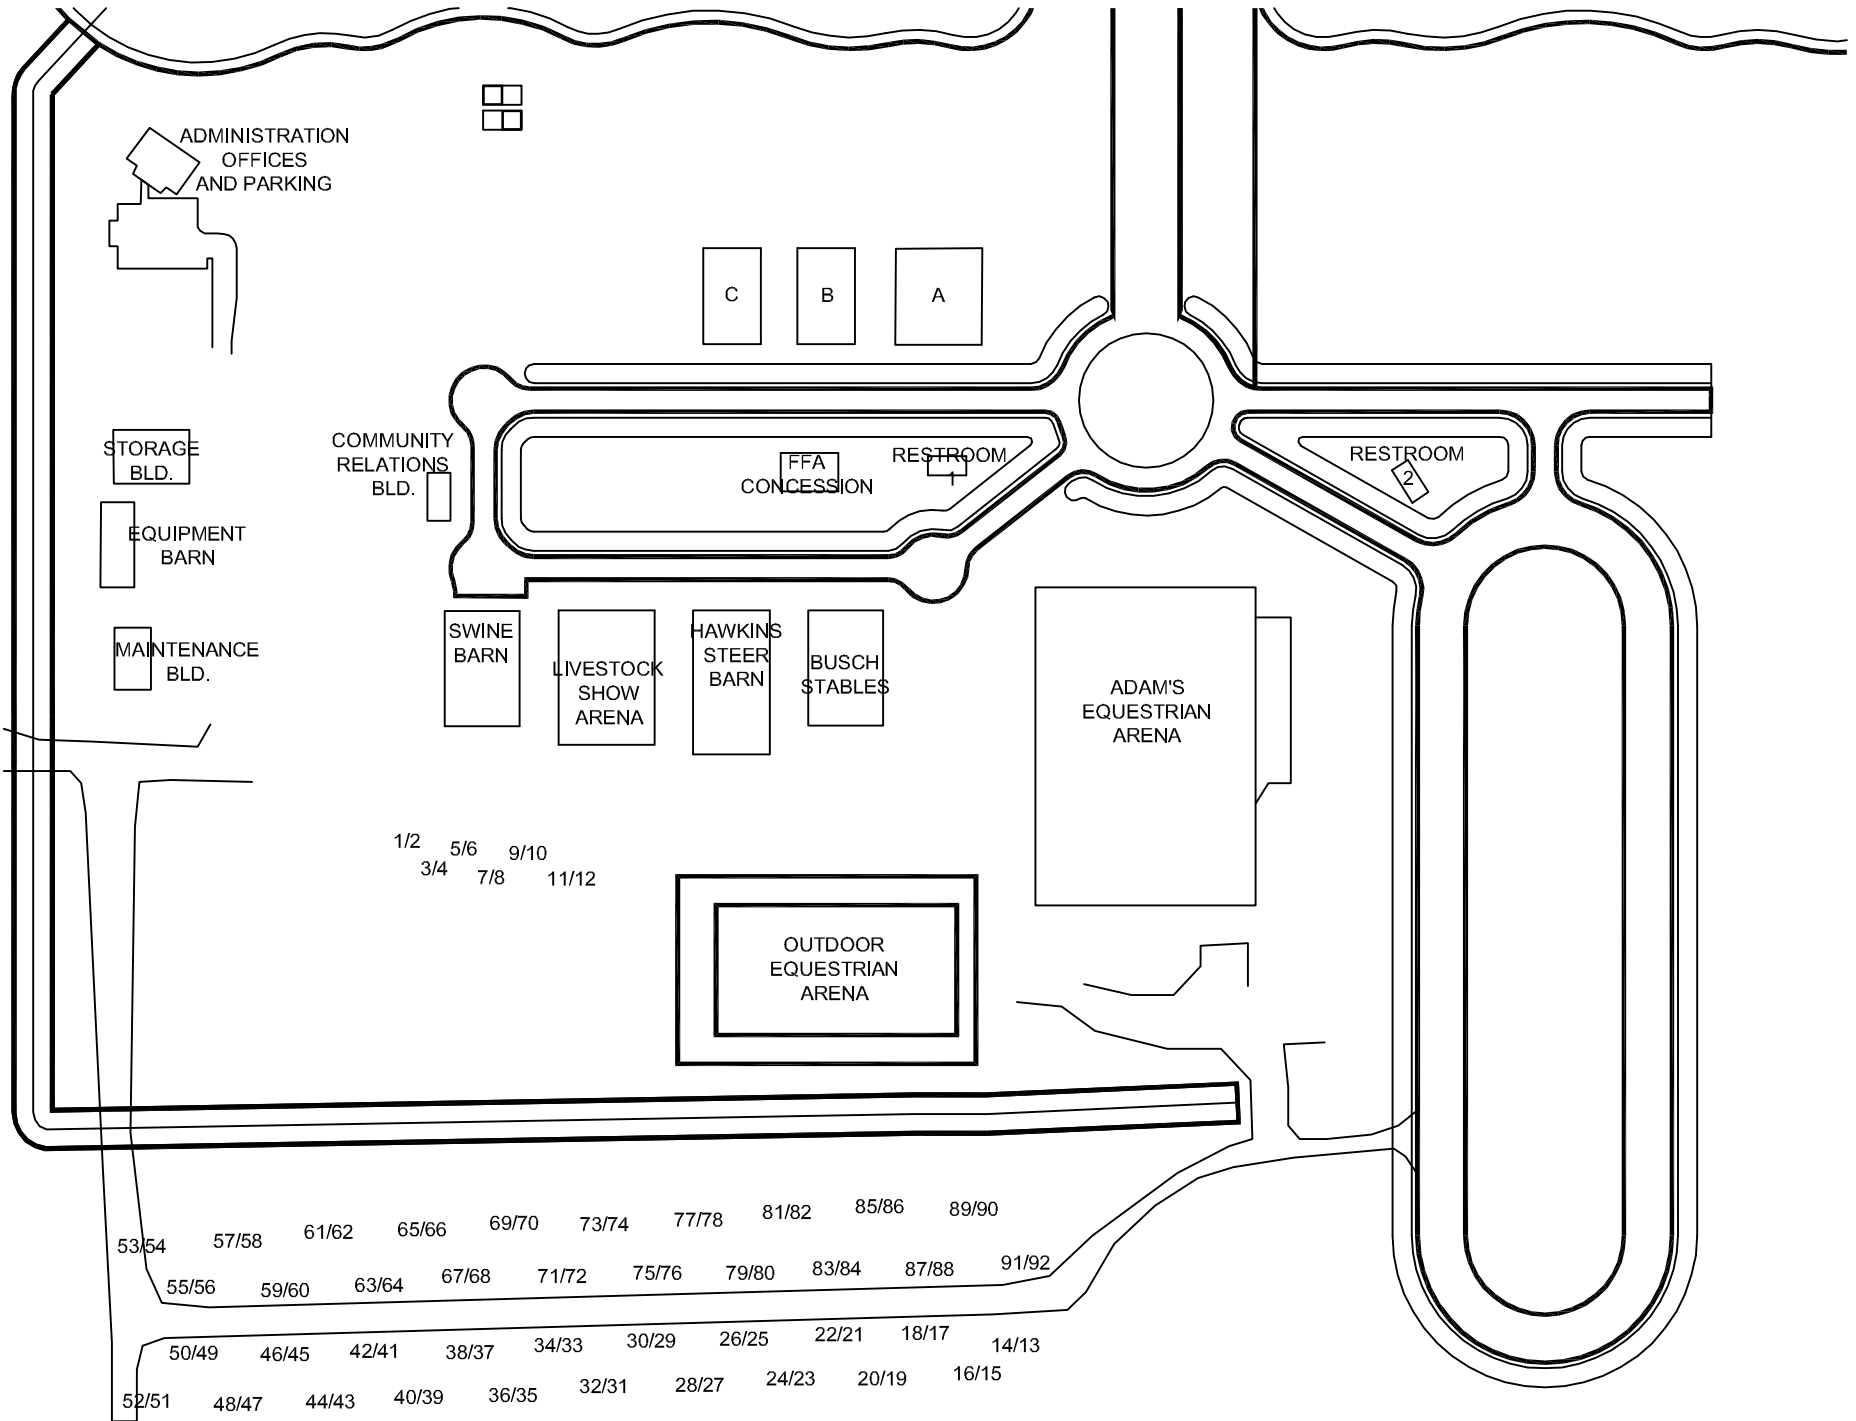 ADMINISTRATION
OFFICES
AND PARKING
C
B
A
STORAGE
BLD.
COMMUNITY
RELATIONS
BLD.
FFA
CONCESSION
RESTROOM
1
RESTROOM
2
EQUIPMENT
BARN
MAINTENANCE
BLD.
SWINE
BARN
LIVESTOCK
SHOW
ARENA
HAWKINS
STEER
BARN
BUSCH
STABLES
ADAM'S
EQUESTRIAN
ARENA
1/2
3/4
5/6
7/8
9/10
11/12
OUTDOOR
EQUESTRIAN
ARENA
53/54
57/58
61/62
65/66
69/70
73/74
77/78
81/82
85/86
89/90
55/56
59/60
63/64
67/68
71/72
75/76
79/80
83/84
87/88
91/92
50/49
46/45
42/41
38/37
34/33
30/29
26/25
22/21
18/17
14/13
52/51
48/47
44/43
40/39
36/35
32/31
28/27
24/23
20/19
16/15